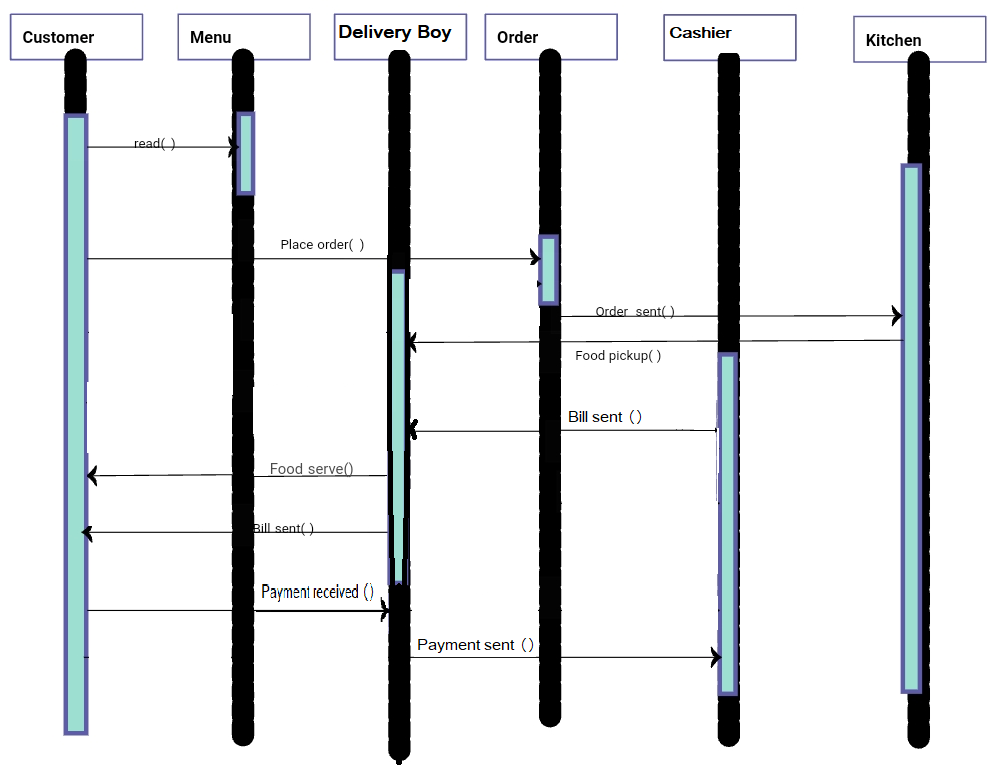 Customer
Menu
Delivery Boy
Order
Cashier
Kitchen
read( )
Place order( )
Order sent( )
Food pickup( )
Bill sent ()
Food serve()
Bill sent( )
Payment received ()
Payment sent ()